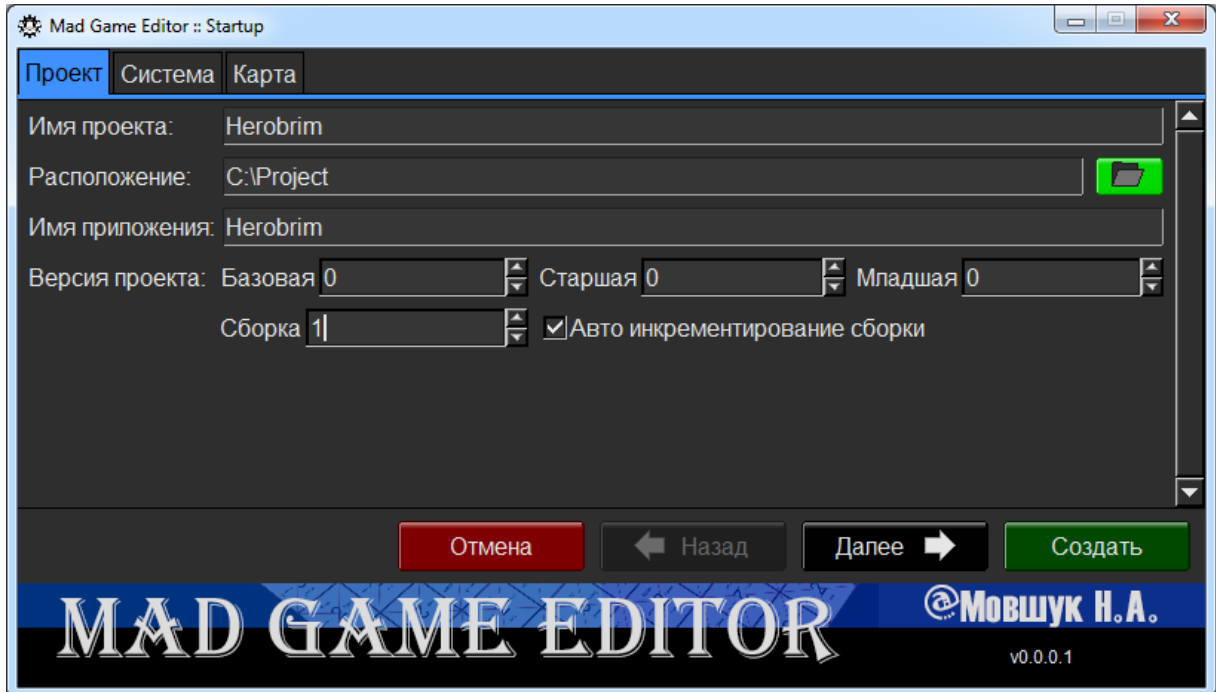 Mad Game Editor :: Startup
Проект Система Карта
Имя проекта: Herobrim
Расположение: C:\Project
Имя приложения: Herobrim
Версия проекта: Базовая 0 Старшая 0 Младшая 0
Сборка 1 Авто инкрементирование сборки
Отмена Назад Далее Создать
MAD GAME EDITOR @Мовшук Н.А.
v0.0.0.1